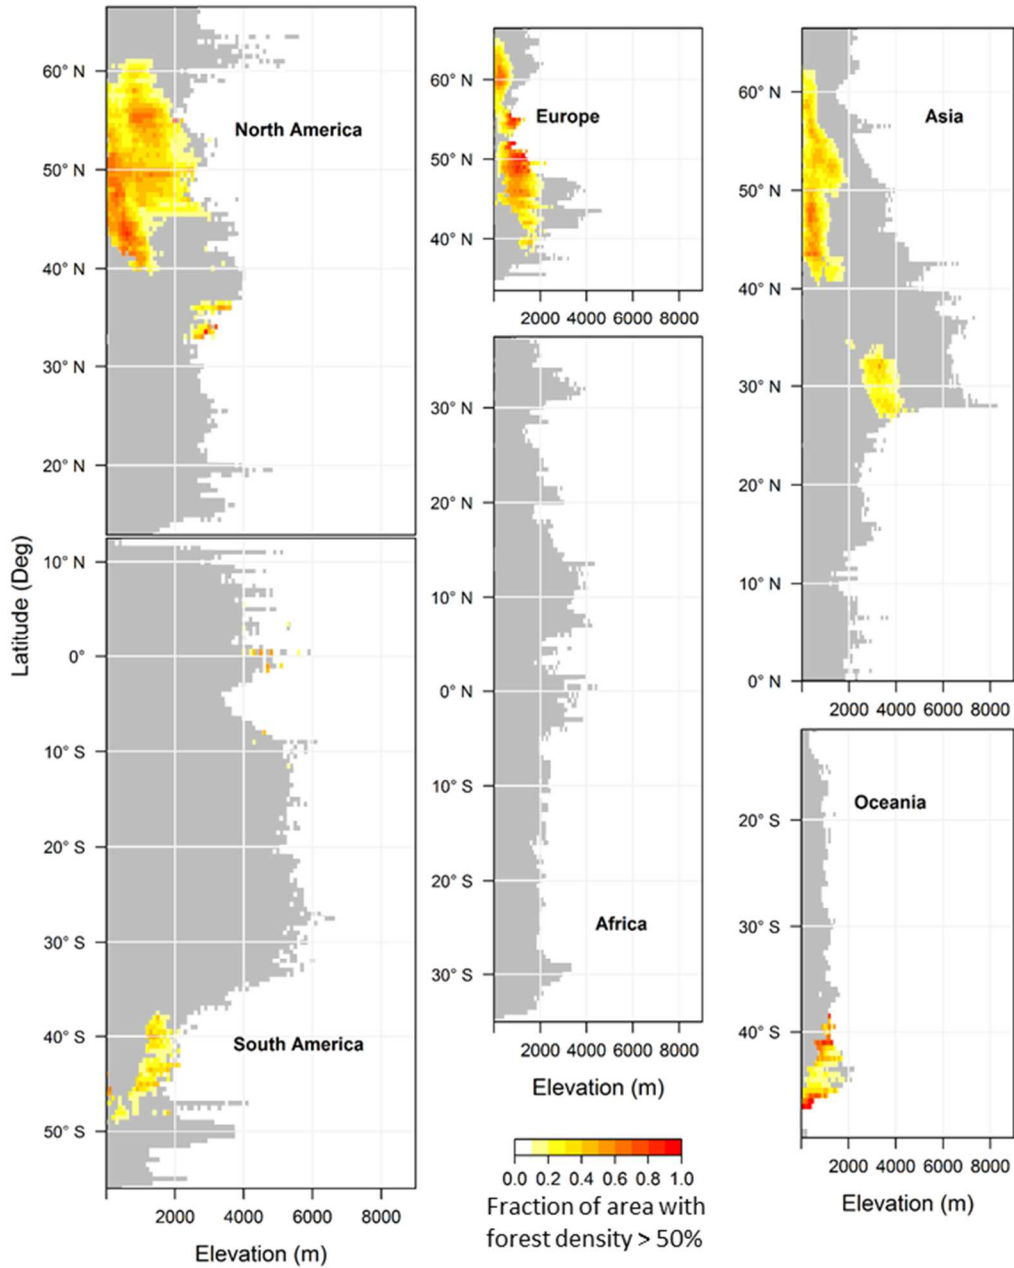 Latitude (Deg)
North America
60° N
50° N
40° N
30° N
20° N
South America
10° N
0°
10° S
20° S
30° S
40° S
50° S
2000 4000 6000 8000
Elevation (m)
Europe
60° N
50° N
40° N
2000 4000 6000 8000
Africa
30° N
20° N
10° N
0° N
10° S
20° S
30° S
2000 4000 6000 8000
Elevation (m)
0.0 0.2 0.4 0.6 0.8 1.0
Fraction of area with
forest density > 50%
Asia
60° N
50° N
40° N
30° N
20° N
10° N
0° N
2000 4000 6000 8000
Oceania
20° S
30° S
40° S
2000 4000 6000 8000
Elevation (m)